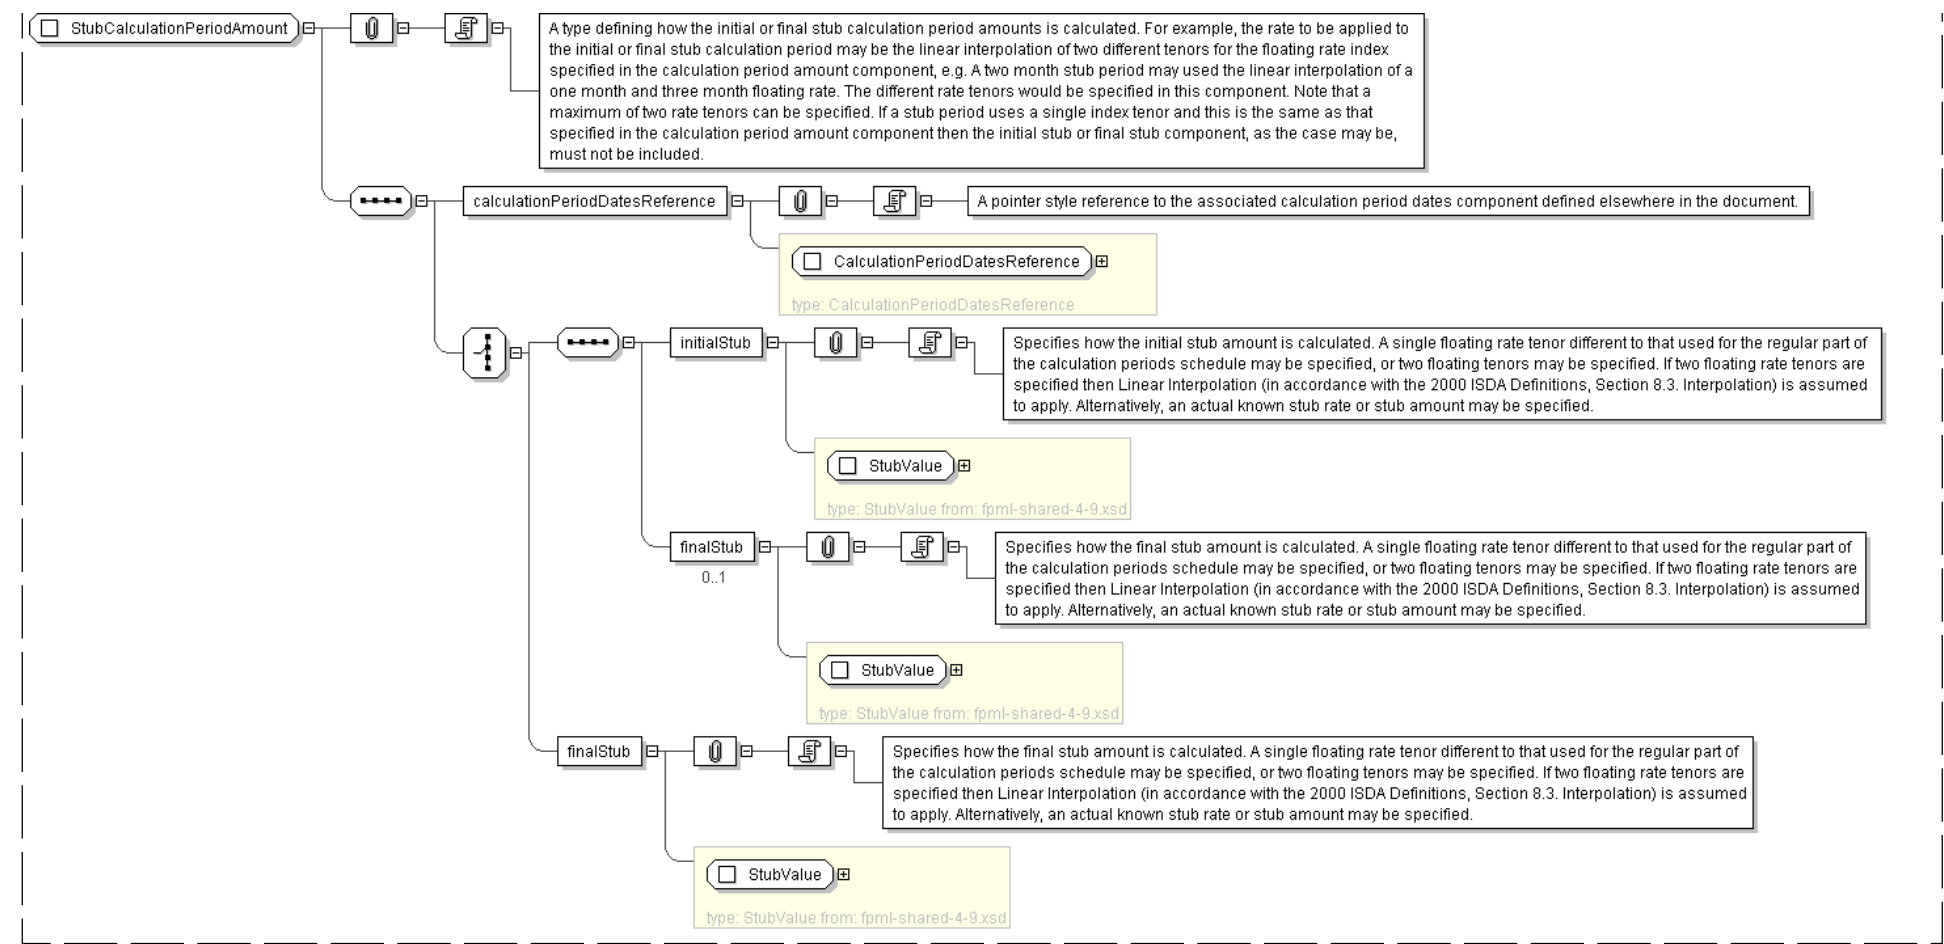 StubCalculationPeriodAmount
A type defining how the initial or final stub calculation period amounts is calculated. For example, the rate to be applied to
the initial or final stub calculation period may be the linear interpolation of two different tenors for the floating rate index
specified in the calculation period amount component, e.g. A two month stub period may used the linear interpolation of a
one month and three month floating rate. The different rate tenors would be specified in this component. Note that a
maximum of two rate tenors can be specified. If a stub period uses a single index tenor and this is the same as that
specified in the calculation period amount component then the initial stub or final stub component, as the case may be,
must not be included.
calculationPeriodDatesReference
A pointer style reference to the associated calculation period dates component defined elsewhere in the document.
CalculationPeriodDatesReference
type: CalculationPeriodDatesReference
initialStub
Specifies how the initial stub amount is calculated. A single floating rate tenor different to that used for the regular part of
the calculation periods schedule may be specified, or two floating tenors may be specified. If two floating rate tenors are
specified then Linear Interpolation (in accordance with the 2000 ISDA Definitions, Section 8.3. Interpolation) is assumed
to apply. Alternatively, an actual known stub rate or stub amount may be specified.
StubValue
type: StubValue from: fpml-shared-4-9.xsd
finalStub
0..1
Specifies how the final stub amount is calculated. A single floating rate tenor different to that used for the regular part of
the calculation periods schedule may be specified, or two floating tenors may be specified. If two floating rate tenors are
specified then Linear Interpolation (in accordance with the 2000 ISDA Definitions, Section 8.3. Interpolation) is assumed
to apply. Alternatively, an actual known stub rate or stub amount may be specified.
StubValue
type: StubValue from: fpml-shared-4-9.xsd
finalStub
Specifies how the final stub amount is calculated. A single floating rate tenor different to that used for the regular part of
the calculation periods schedule may be specified, or two floating tenors may be specified. If two floating rate tenors are
specified then Linear Interpolation (in accordance with the 2000 ISDA Definitions, Section 8.3. Interpolation) is assumed
to apply. Alternatively, an actual known stub rate or stub amount may be specified.
StubValue
type: StubValue from: fpml-shared-4-9.xsd